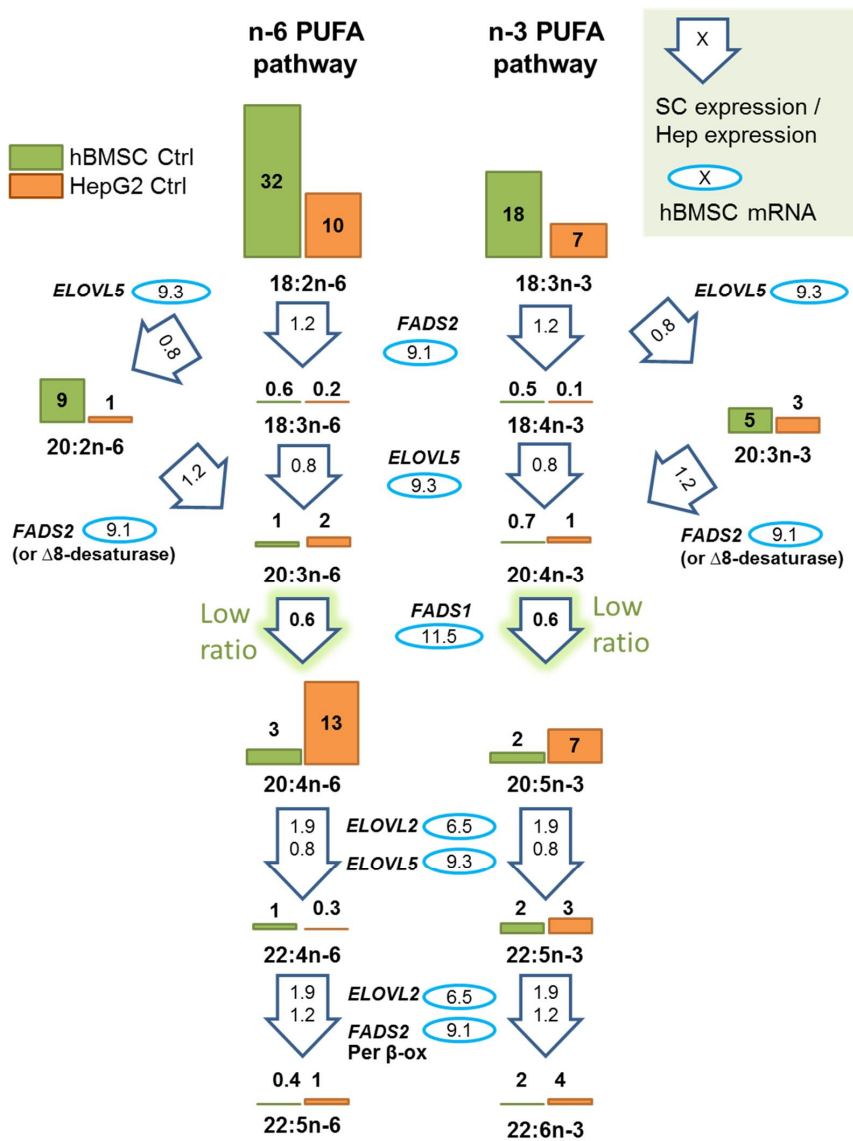 n-6 PUFA
pathway
n-3 PUFA
pathway
X
SC expression /
Hep expression
X
hBMSC mRNA
hBMSC Ctrl
HepG2 Ctrl
32
10
18
7
18:2n-6
18:3n-3
ELOVL5 9.3
ELOVL5 9.3
0.8
1.2
FADS2
9.1
1.2
0.8
9
1
20:2n-6
0.6 0.2
18:3n-6
0.5 0.1
18:4n-3
5
3
20:3n-3
1.2
0.8
ELOVL5
9.3
0.8
1.2
FADS2 9.1
(or Δ8-desaturase)
FADS2 9.1
(or Δ8-desaturase)
1 2
20:3n-6
0.7 1
20:4n-3
Low
ratio
0.6
FADS1
11.5
0.6
Low
ratio
3
13
20:4n-6
2
7
20:5n-3
1.9
0.8
ELOVL2 6.5
ELOVL5 9.3
1.9
0.8
1 0.3
22:4n-6
2 3
22:5n-3
1.9
1.2
ELOVL2 6.5
FADS2 9.1
Per β-ox
1.9
1.2
0.4 1
22:5n-6
2 4
22:6n-3